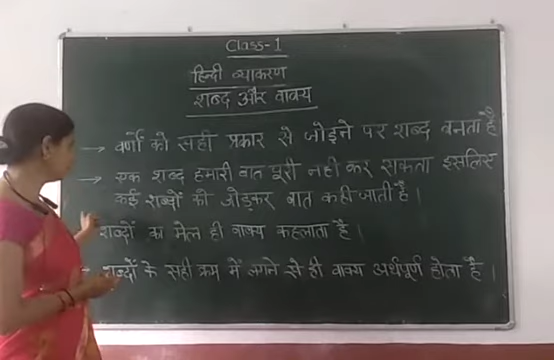 Class-1
हिन्दी व्याकरण
शब्द और वाक्य
→ वर्णों को सही प्रकार से जोड़ने पर शब्द बनता है
→ एक शब्द हमारी बात पूरी नहीं कर सकता इसलिए
कई शब्दों को जोड़कर बात कही जाती है।
शब्दों का मेल ही वाक्य कहलाता है।
शब्दों के सही क्रम में लगने से ही वाक्य अर्थपूर्ण होता है।